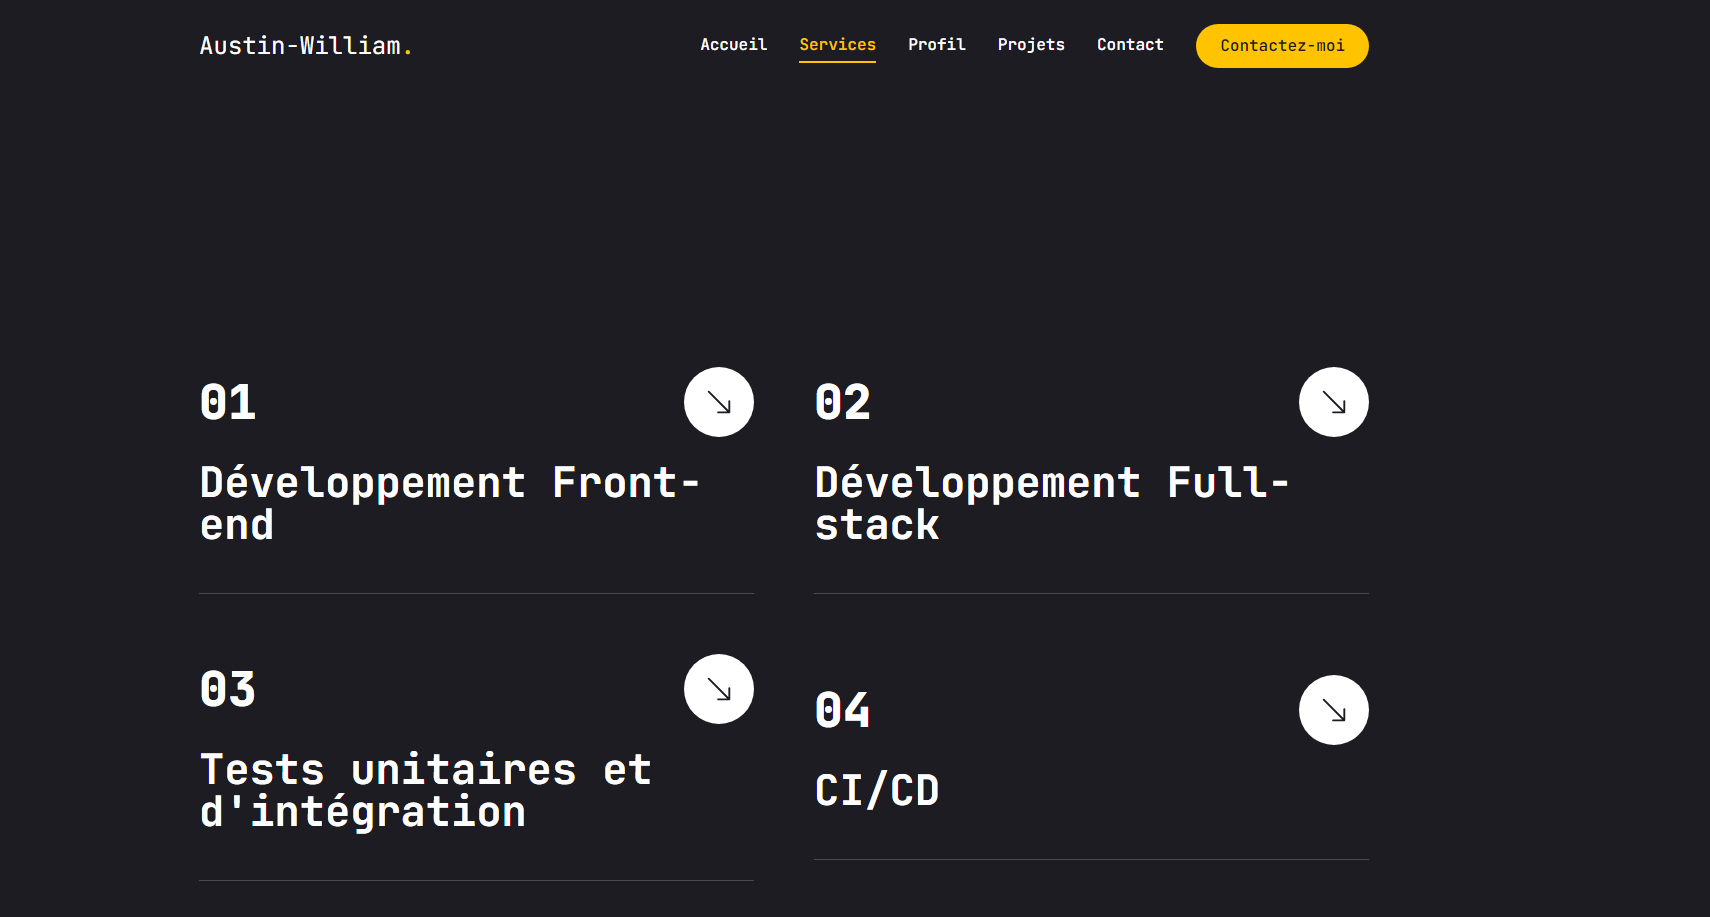 Austin-William.
Accueil Services Profil Projets Contact Contactez-moi
01
Développement Front-
end
02
Développement Full-
stack
03
Tests unitaires et
d'intégration
04
CI/CD